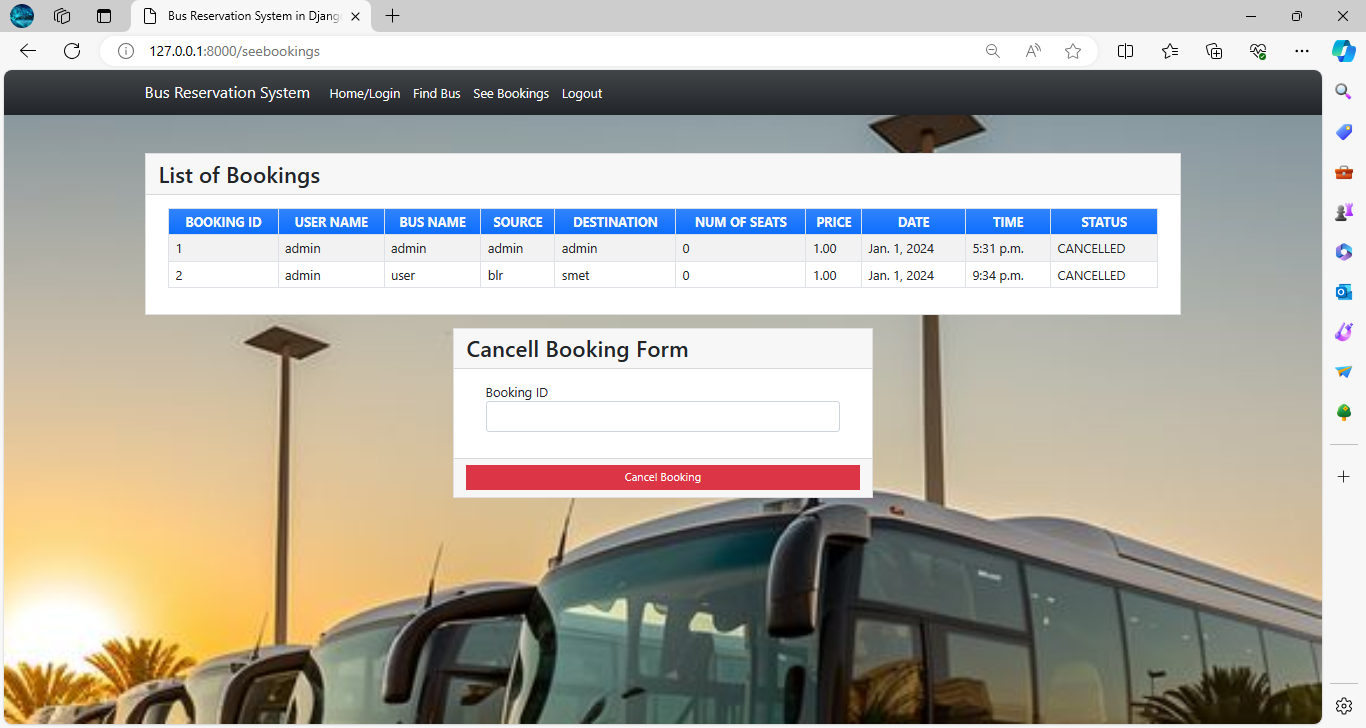 Bus Reservation System in Djang
127.0.0.1:8000/seebookings
Bus Reservation System Home/Login Find Bus See Bookings Logout
List of Bookings
BOOKING ID USER NAME BUS NAME SOURCE DESTINATION NUM OF SEATS PRICE DATE TIME STATUS
1 admin admin admin admin 0 1.00 Jan. 1, 2024 5:31 p.m. CANCELLED
2 admin user blr smet 0 1.00 Jan. 1, 2024 9:34 p.m. CANCELLED
Cancell Booking Form
Booking ID
Cancel Booking